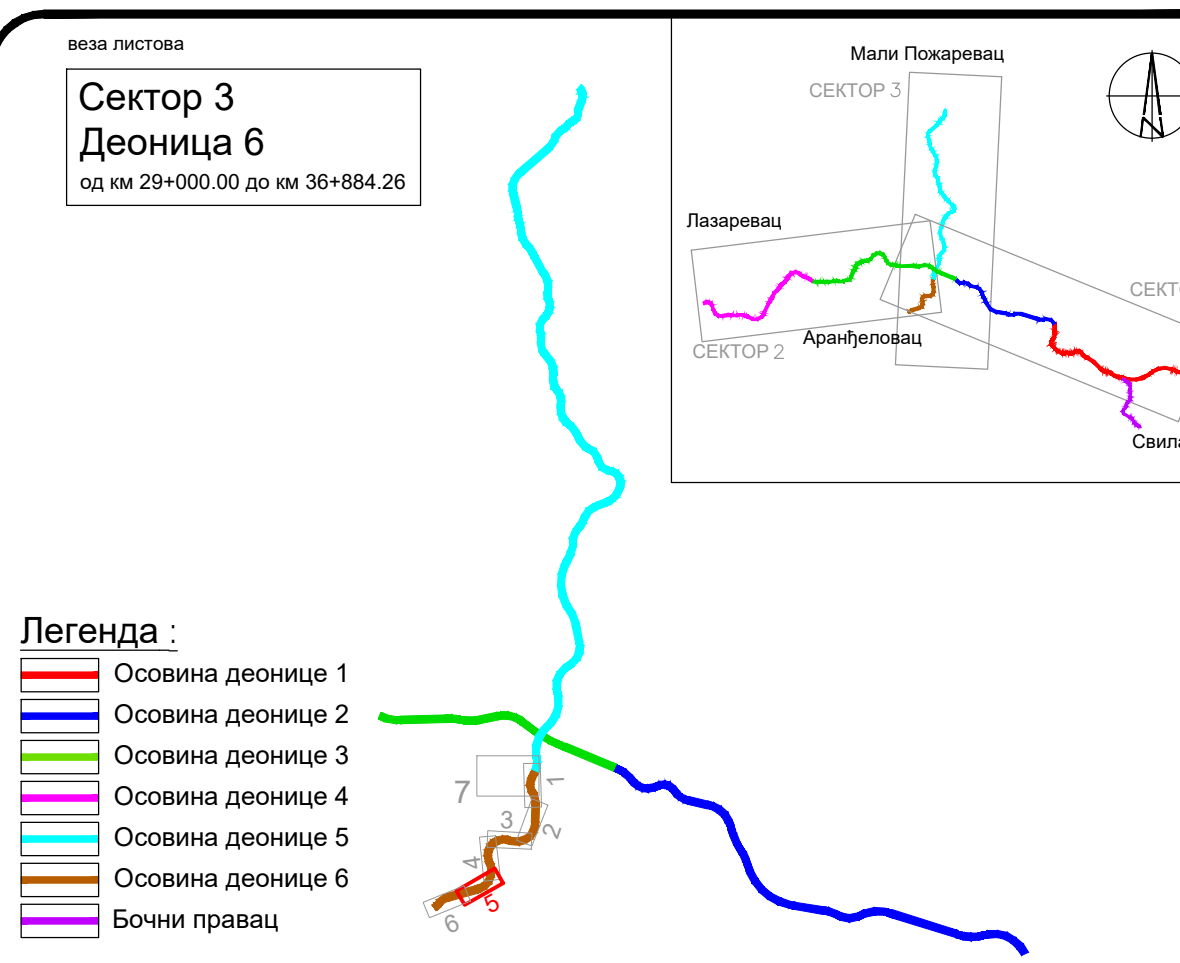 веза листова
Сектор 3
Деоница 6
од км 29+000.00 до км 36+884.26
Мали Пожаревац
СЕКТОР 3
N
Лазаревац
СЕКТОР 2
Аранђеловац
СЕКТ
Свила
Легенда :
Осовина деонице 1
Осовина деонице 2
Осовина деонице 3
Осовина деонице 4
Осовина деонице 5
Осовина деонице 6
Бочни правац
7
1
2
3
4
5
6